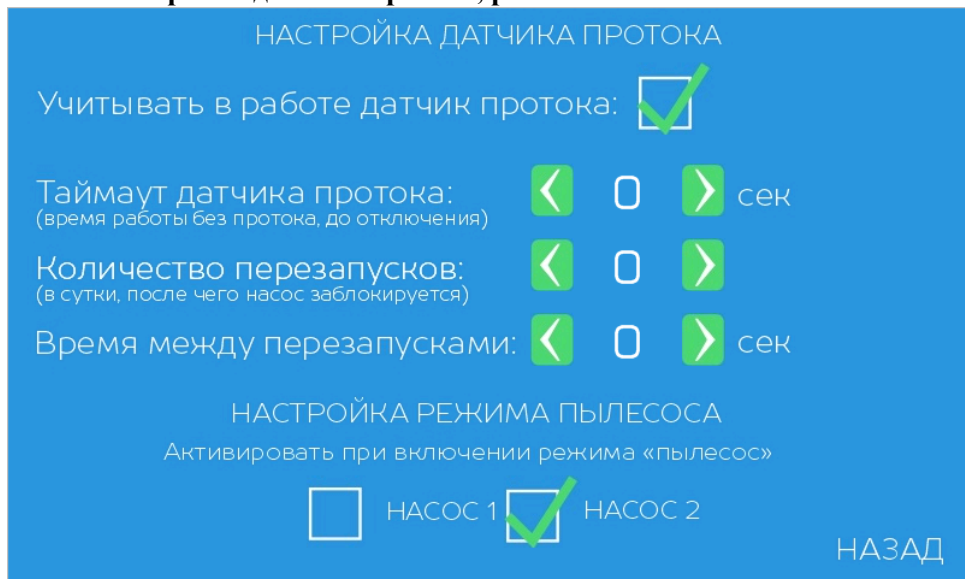 НАСТРОЙКА ДАТЧИКА ПРОТОКА
Учитывать в работе датчик протока:
Таймаут датчика протока: 0 сек
(время работы без протока, до отключения)
Количество перезапусков: 0
(в сутки, после чего насос заблокируется)
Время между перезапусками: 0 сек
НАСТРОЙКА РЕЖИМА ПЫЛЕСОСА
Активировать при включении режима «пылесос»
НАСОС 1 НАСОС 2
НАЗАД